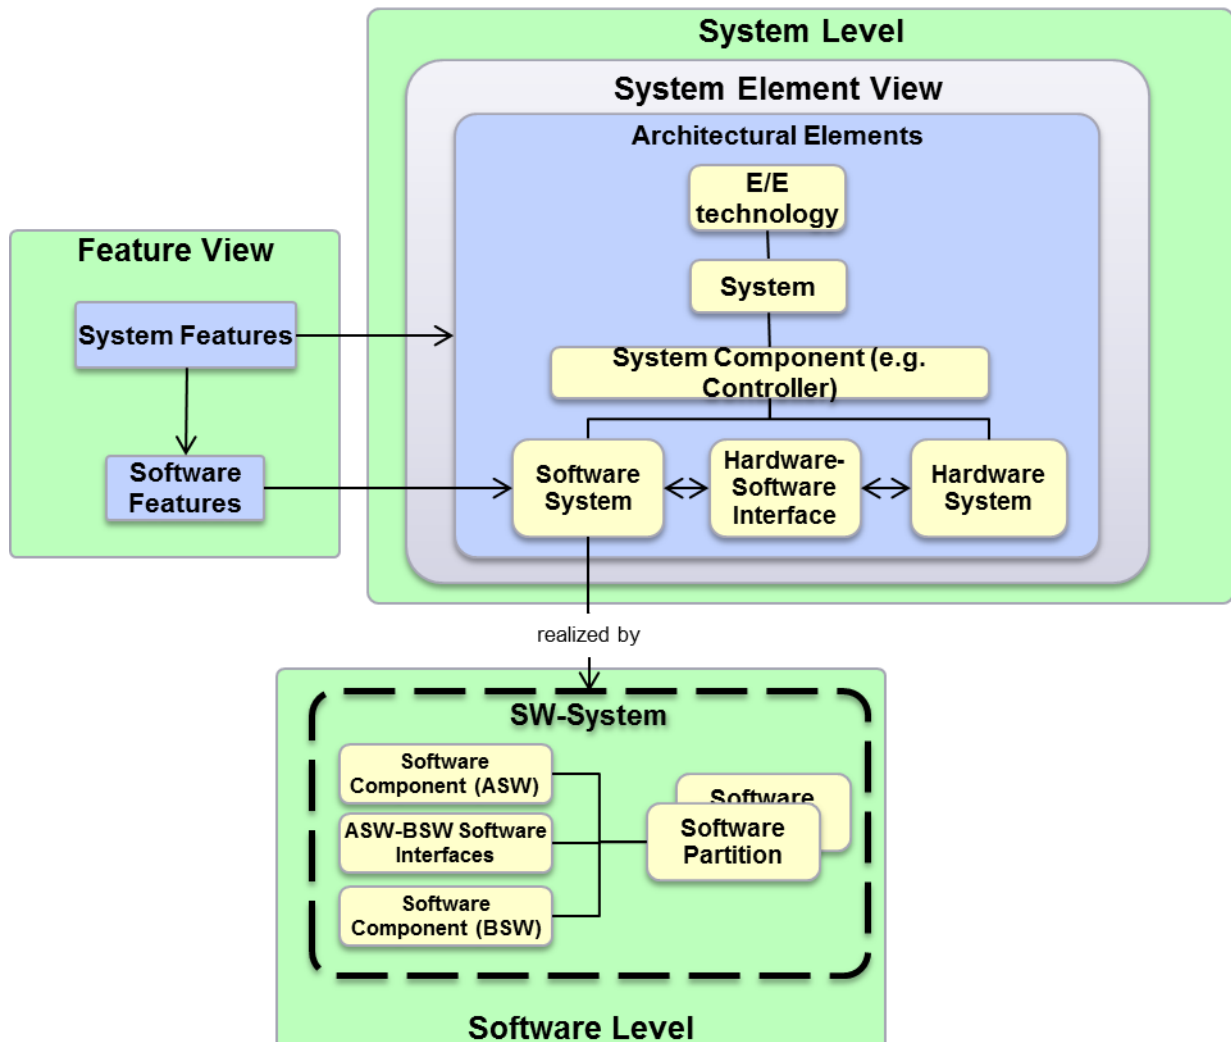 System Level
System Element View
Architectural Elements
E/E
technology
System
System Component (e.g.
Controller)
Software
System
Hardware-
Software
Interface
Hardware
System
Feature View
System Features
Software
Features
realized by
SW-System
Software
Component (ASW)
ASW-BSW Software
Interfaces
Software
Component (BSW)
Software
Software
Partition
Software Level